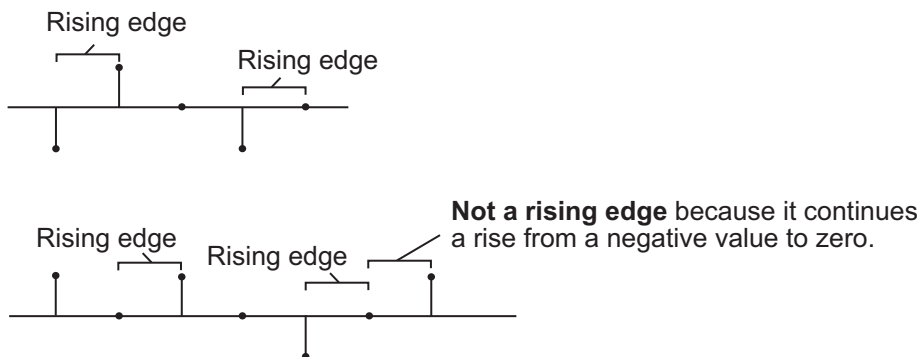 Rising edge
Rising edge
Not a rising edge because it continues
a rise from a negative value to zero.
Rising edge
Rising edge